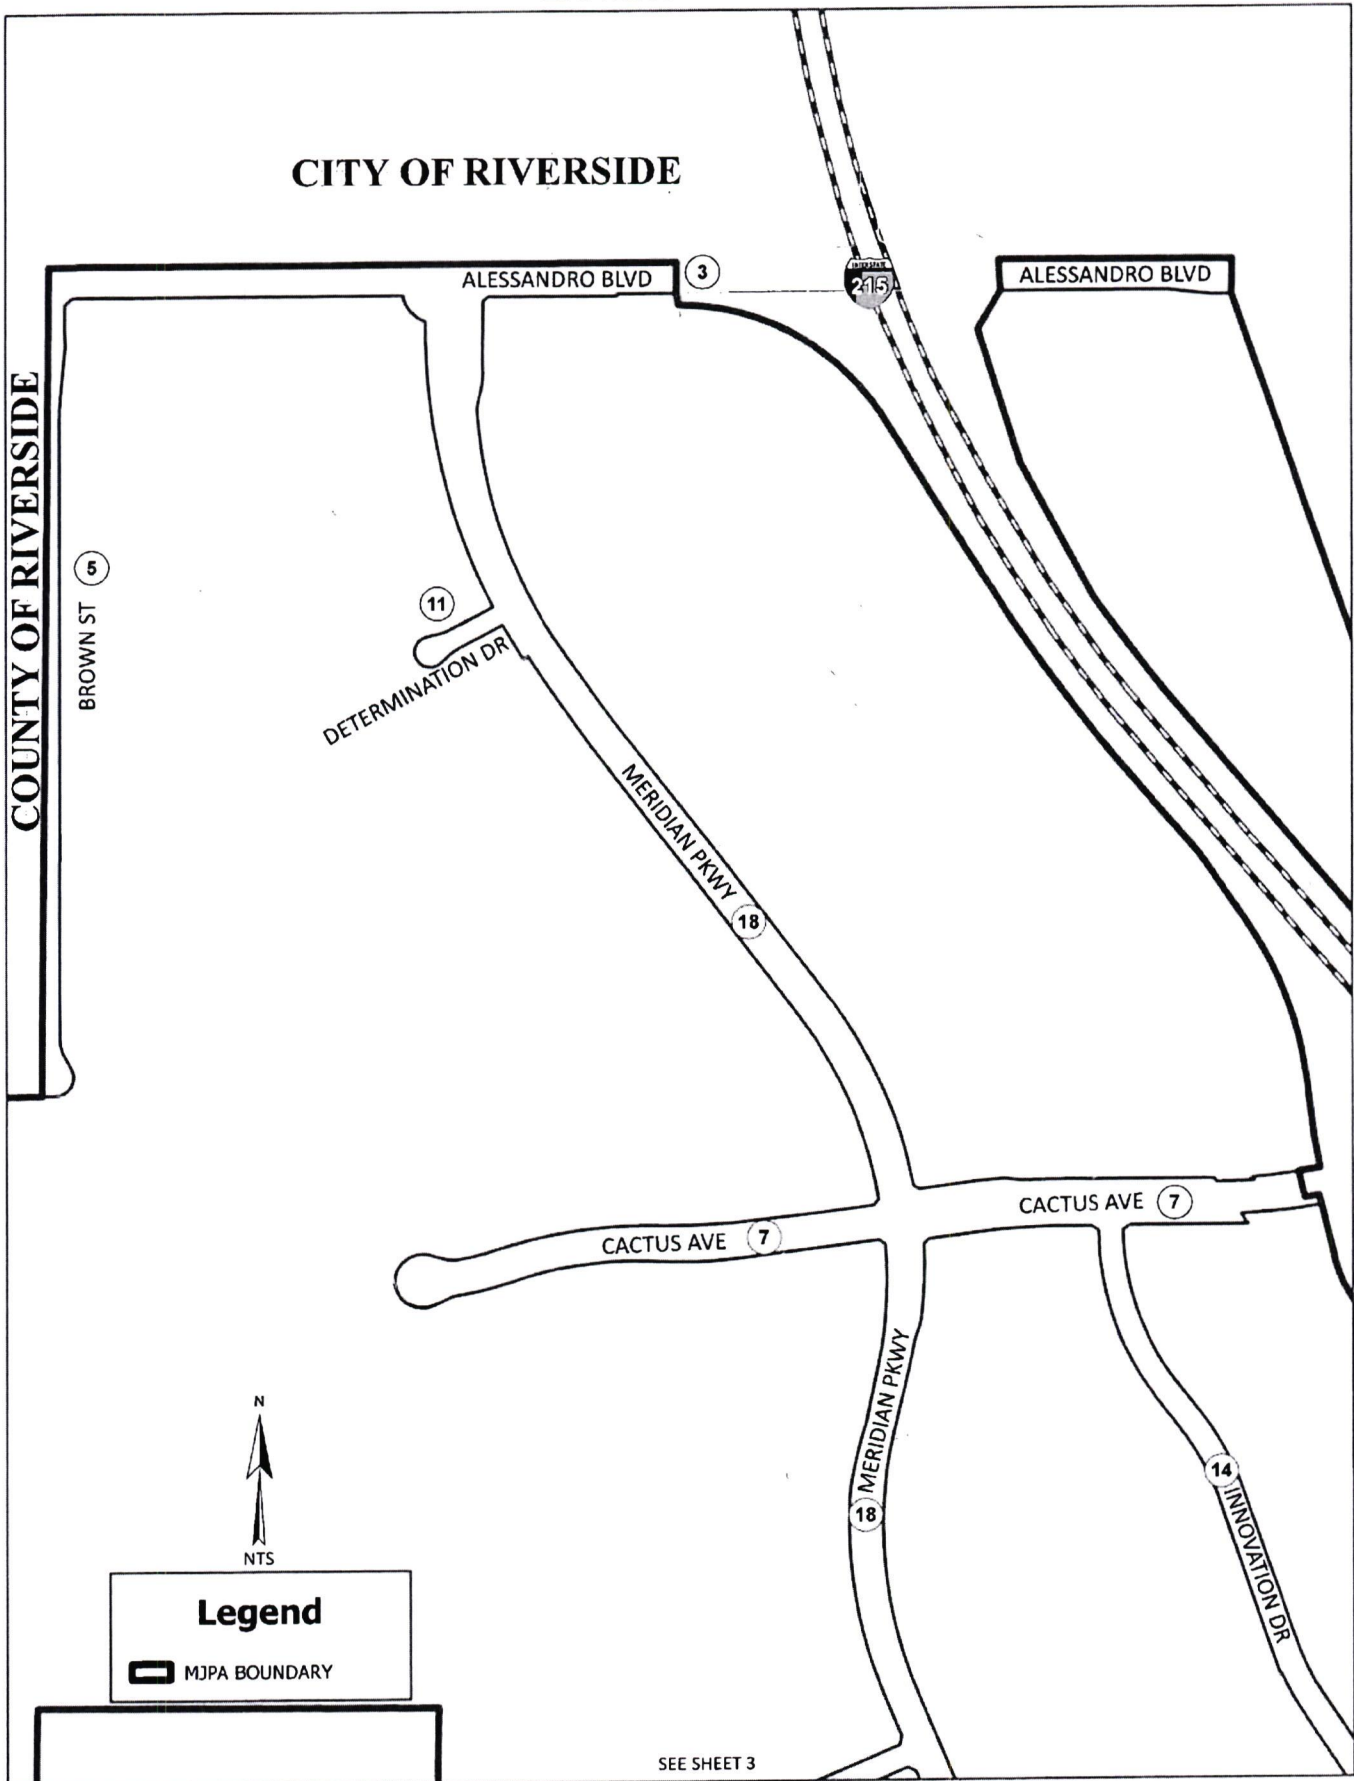 CITY OF RIVERSIDE
ALESSANDRO BLVD
3
INTERSTATE
215
ALESSANDRO BLVD
COUNTY OF RIVERSIDE
5
BROWN ST
11
DETERMINATION DR
MERIDIAN PKWY
18
CACTUS AVE 7
CACTUS AVE 7
MERIDIAN PKWY
18
14
INNOVATION DR
N
NTS
Legend
MJPA BOUNDARY
SEE SHEET 3